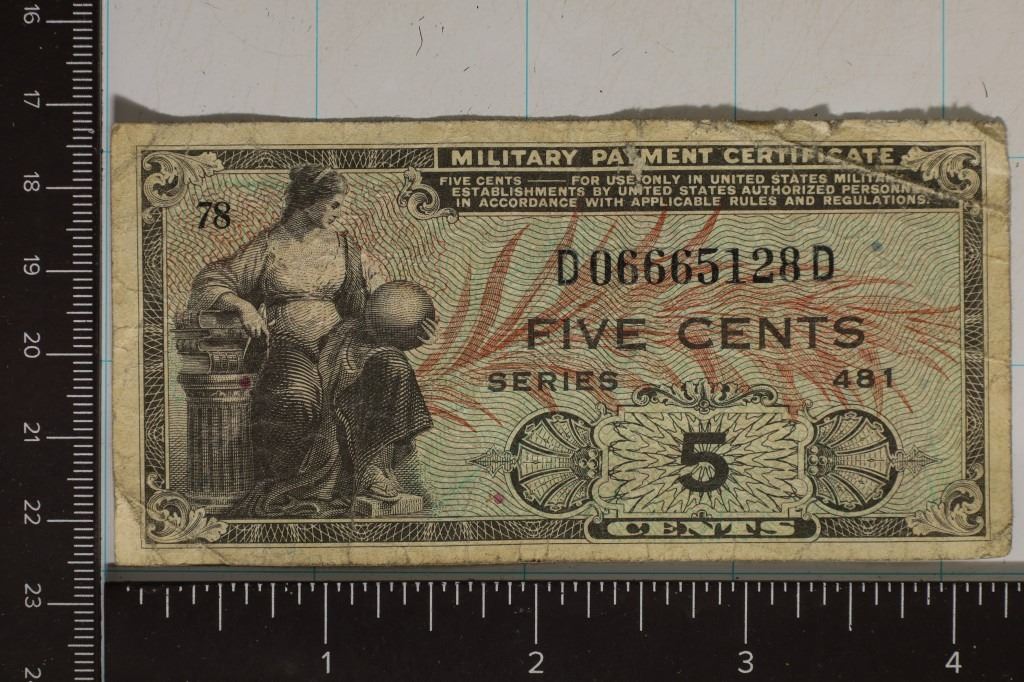 MILITARY PAYMENT CERTIFICATE
FIVE CENTS — FOR USE ONLY IN UNITED STATES
ESTABLISHMENTS BY UNITED STATES AUTHORIZED
IN ACCORDANCE WITH APPLICABLE RULES AND REGULATIONS.
78
D06665128D
FIVE CENTS
SERIES 481
5
CENTS
16
17
18
19
20
21
22
23
1 2 3 4